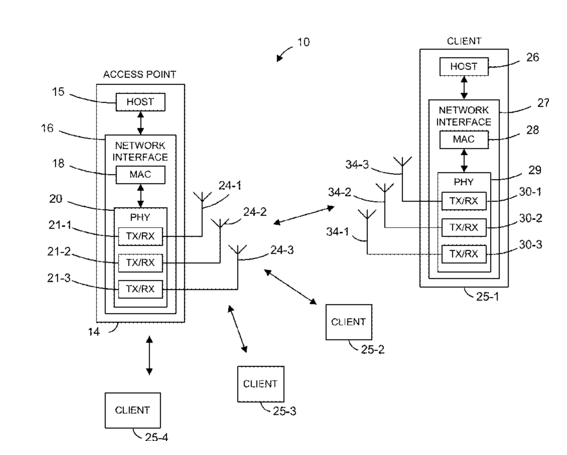 10
ACCESS POINT
15
HOST
16
NETWORK
INTERFACE
18
MAC
20
PHY
21-1
TX/RX
21-2
TX/RX
21-3
TX/RX
14
24-1
24-2
24-3
CLIENT
26
HOST
27
NETWORK
INTERFACE
28
MAC
29
PHY
34-3
34-2
34-1
30-1
TX/RX
30-2
TX/RX
30-3
TX/RX
25-1
CLIENT
25-2
CLIENT
25-3
CLIENT
25-4